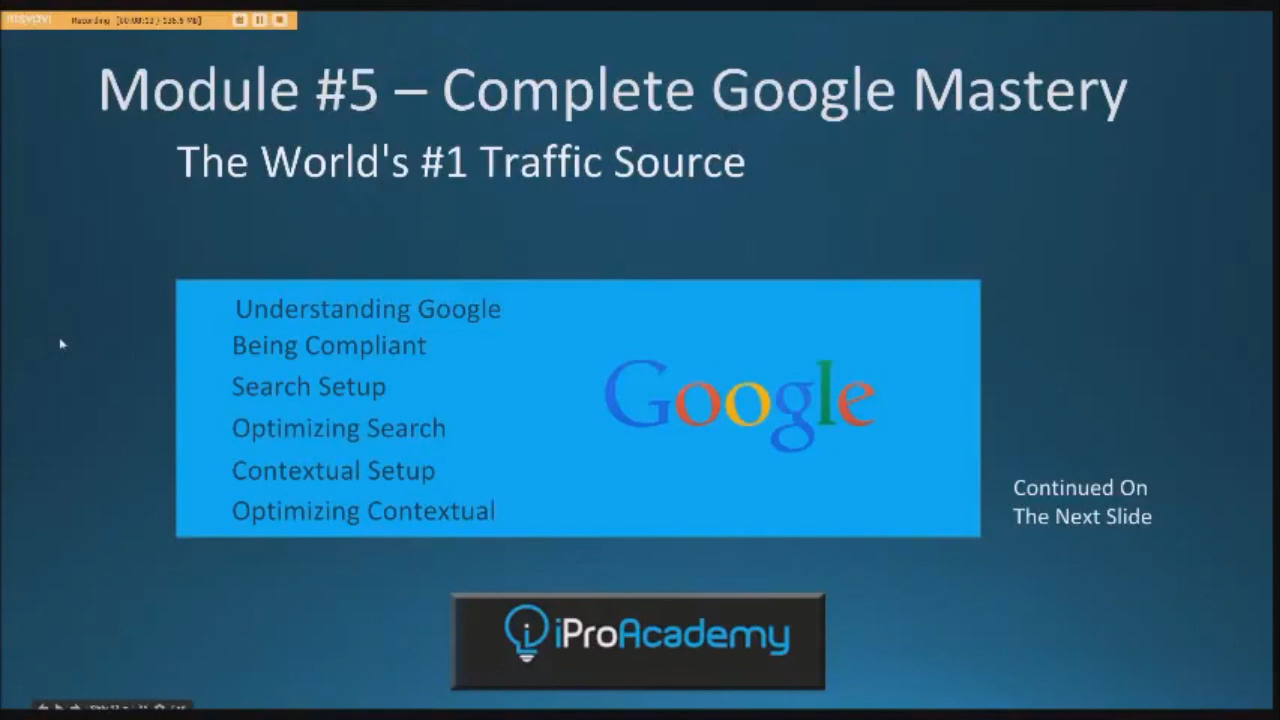 Recording
Module #5 – Complete Google Mastery
The World's #1 Traffic Source
Understanding Google
Being Compliant
Search Setup
Optimizing Search
Contextual Setup
Optimizing Contextual
Google
Continued On
The Next Slide
iProAcademy